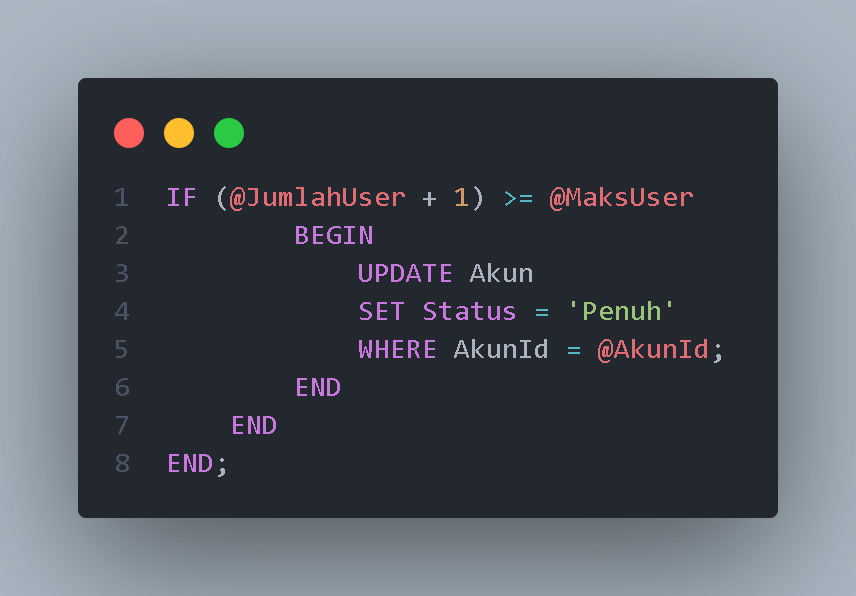 1 IF (@JumlahUser + 1) >= @MaksUser
2 BEGIN
3 UPDATE Akun
4 SET Status = 'Penuh'
5 WHERE AkunId = @AkunId;
6 END
7 END
8 END;